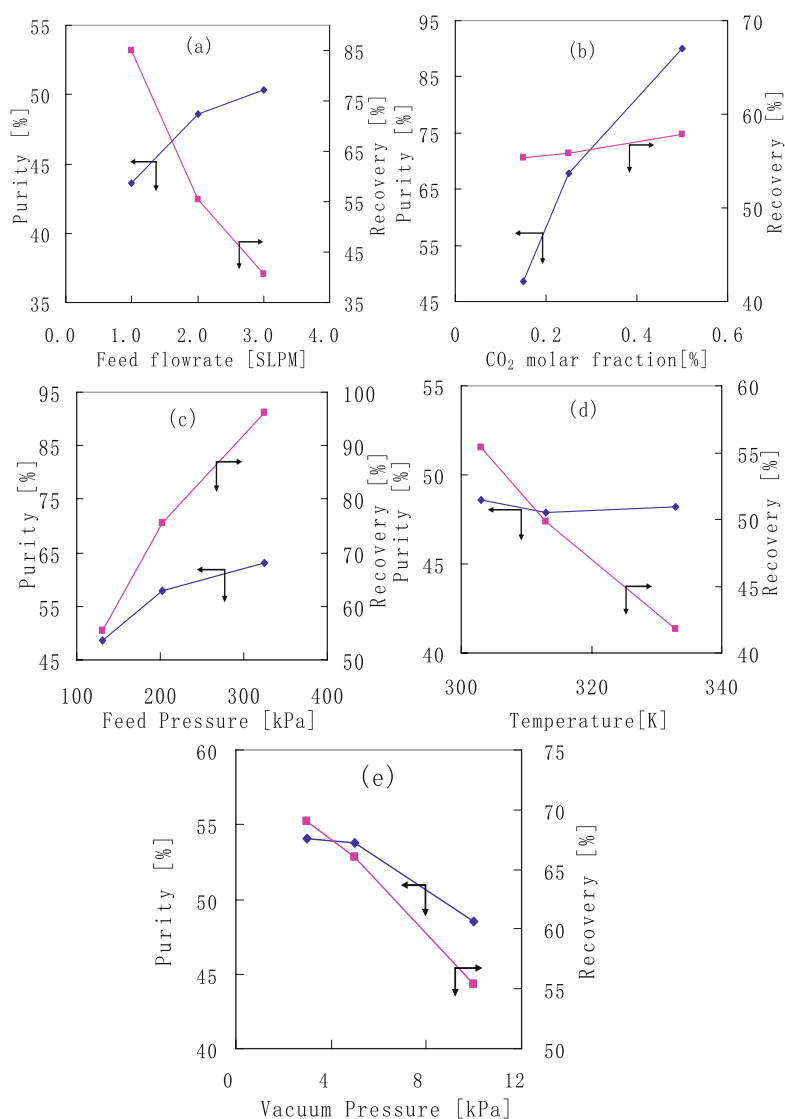 (a)
55
50
45
40
35
85
75
65
55
45
35
0.0 1.0 2.0 3.0 4.0
Purity [%]
Recovery [%]
Feed flowrate [SLPM]
(b)
95
85
75
65
55
45
70
60
50
40
0 0.2 0.4 0.6
Purity [%]
Recovery [%]
CO₂ molar fraction[%]
(c)
95
85
75
65
55
45
100
90
80
70
60
50
100 200 300 400
Purity [%]
Recovery [%]
Feed Pressure [kPa]
(d)
55
50
45
40
60
55
50
45
40
300 320 340
Purity [%]
Recovery [%]
Temperature[K]
(e)
60
55
50
45
40
75
70
65
60
55
50
0 4 8 12
Purity [%]
Recovery [%]
Vacuum Pressure [kPa]